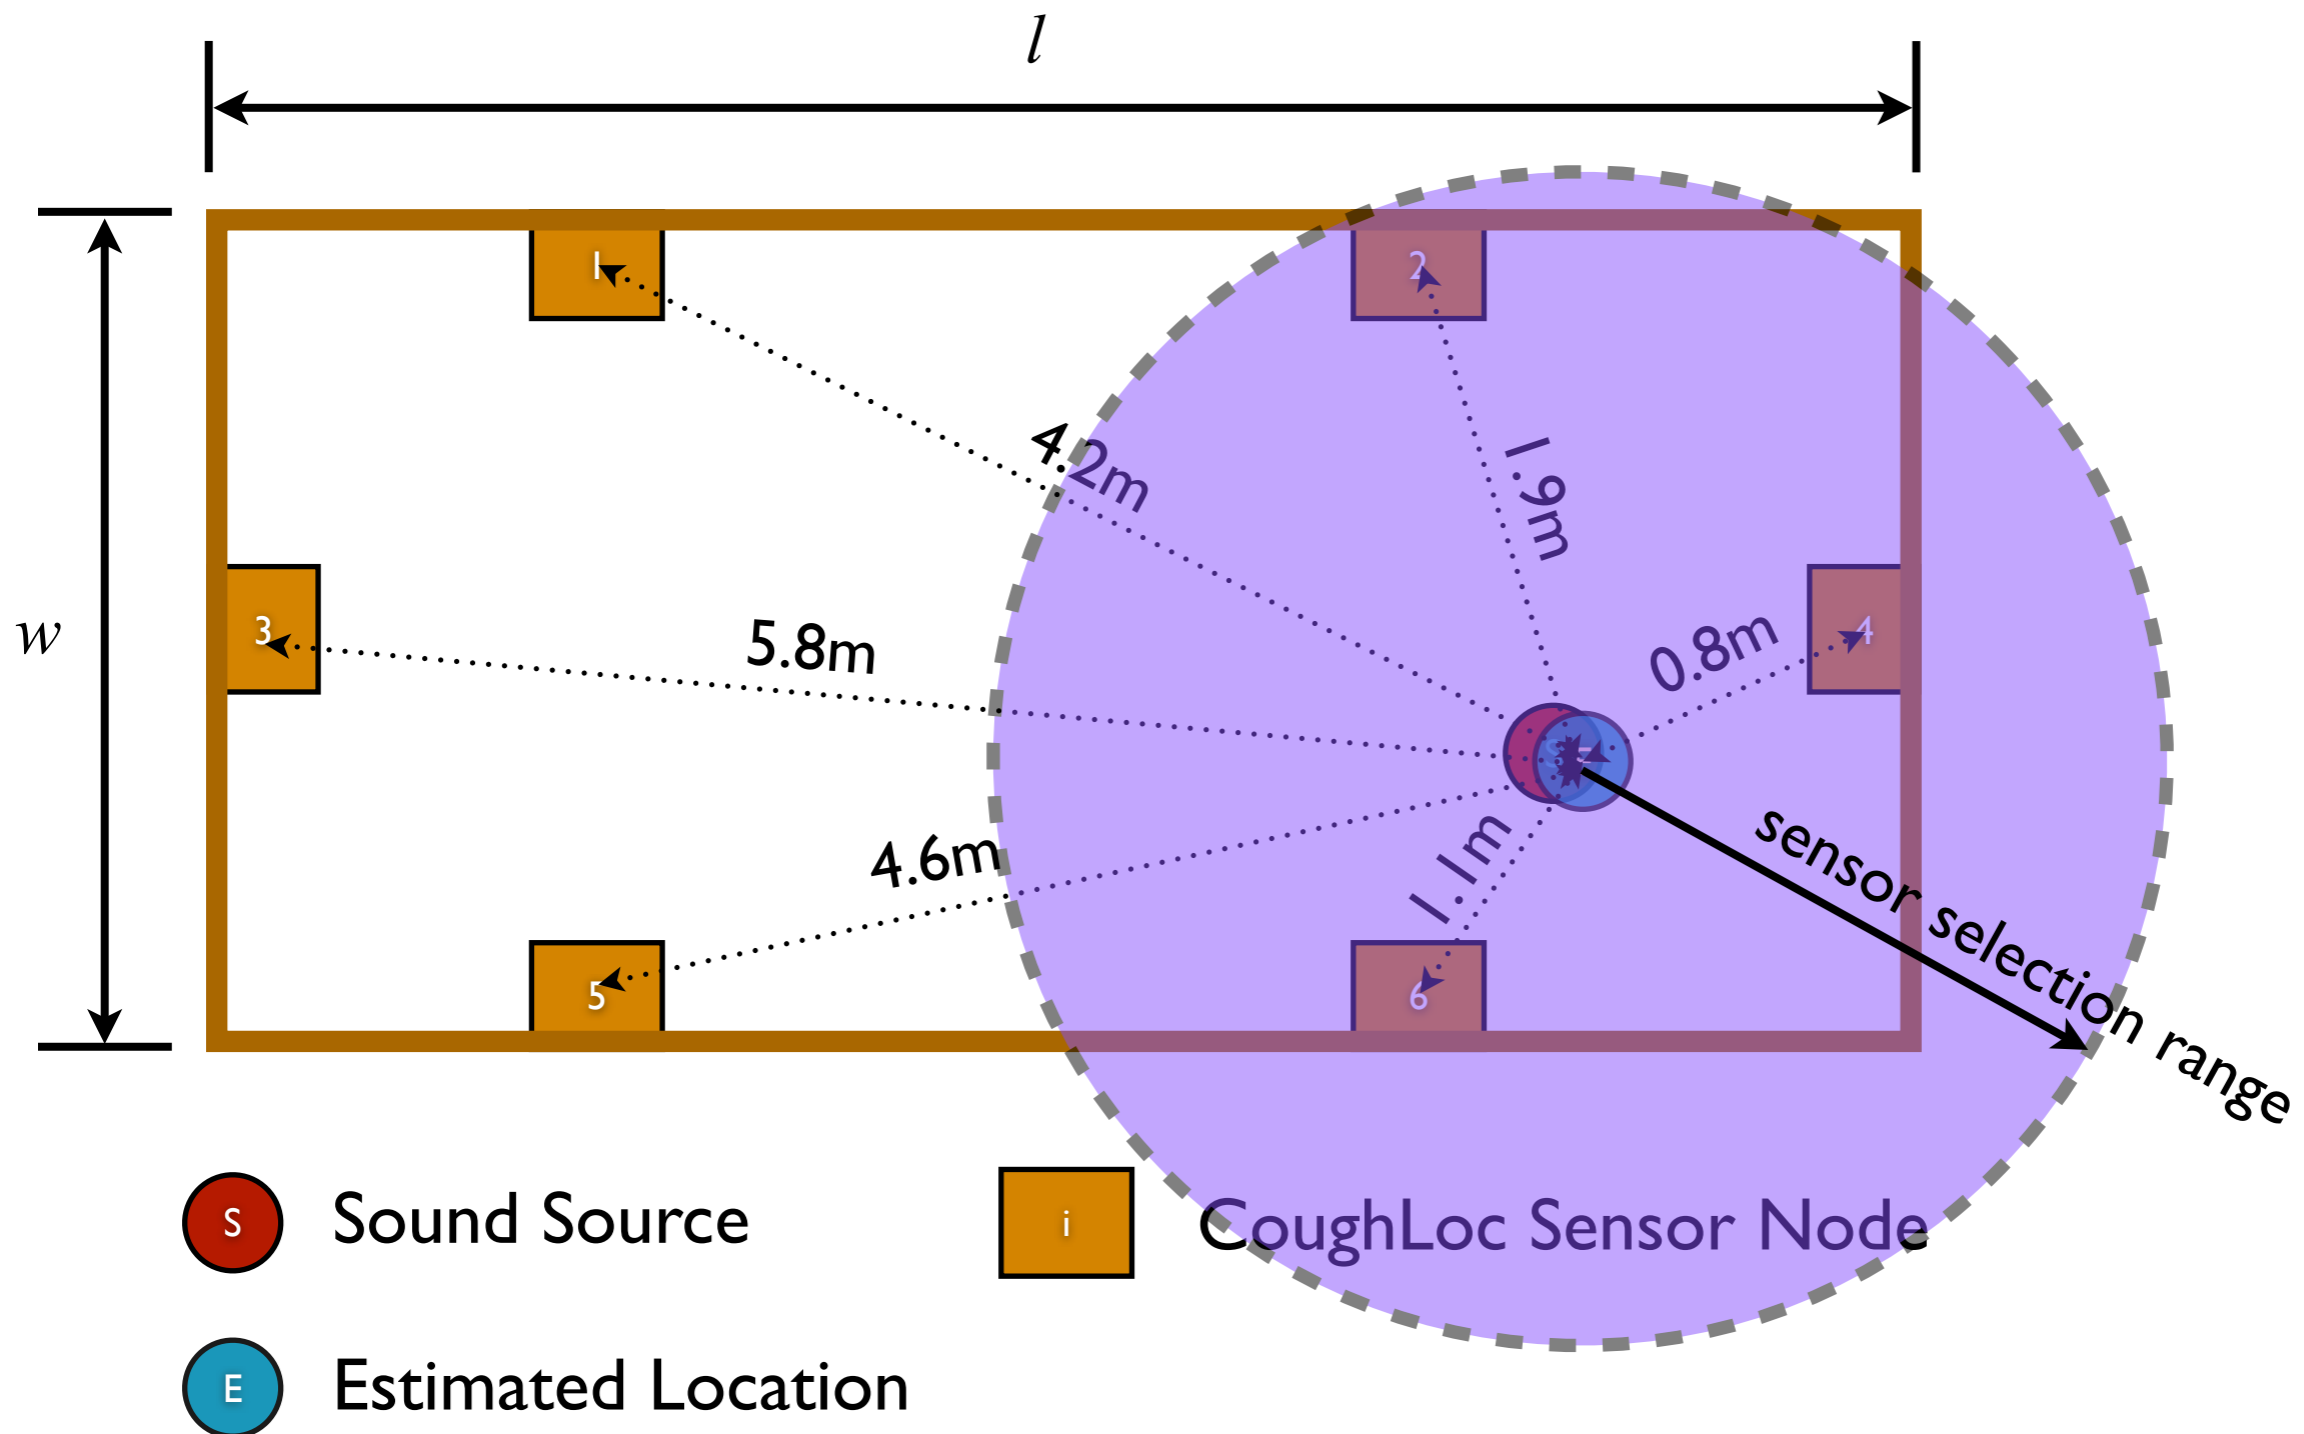 l
1
2
4.2m
1.9m
w
3
5.8m
0.8m
4
S
4.6m
1.1m
sensor selection range
5
6
S Sound Source
i CoughLoc Sensor Node
E Estimated Location